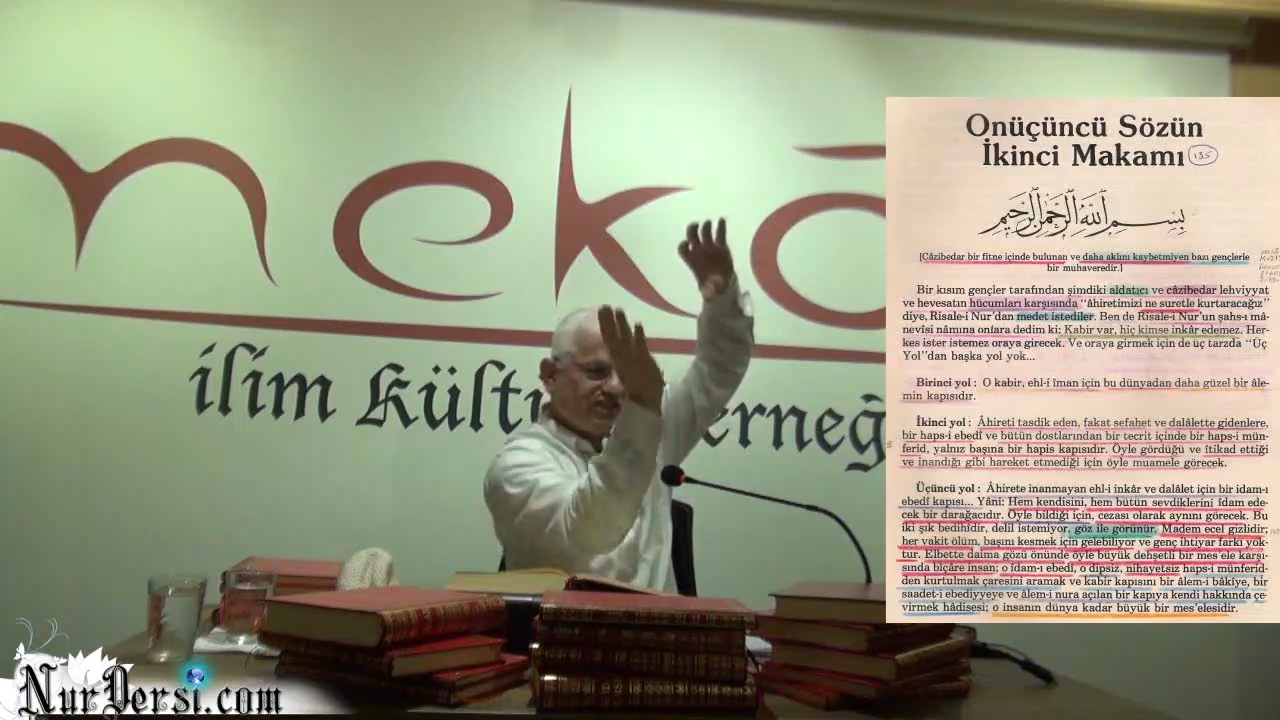 mekâ
ilim Kültü erneğ
Onüçüncü Sözün
İkinci Makamı 135
بِسْمِ اللَّهِ الرَّحْمَنِ الرَّحِيمِ
[Câzibedar bir fitne içinde bulunan ve daha aklını kaybetmiyen bazı gençlerle
bir muhaveredir.]
Bir kısım gençler tarafından şimdiki aldatıcı ve câzibedar lehviyyat
ve hevesatın hücumları karşısında “âhiretimizi ne suretle kurtaracağız”
diye, Risale-i Nur’dan medet istediler. Ben de Risale-i Nur’un şahs-ı mâ-
nevîsi nâmına onlara dedim ki: Kabir var, hiç kimse inkâr edemez. Her-
kes ister istemez oraya girecek. Ve oraya girmek için de üç tarzda “Üç
Yol”dan başka yol yok...
Birinci yol : O kabir, ehl-i îman için bu dünyadan daha güzel bir âle-
min kapısıdır.
İkinci yol : Âhireti tasdik eden, fakat sefahet ve dalâlette gidenlere,
bir haps-i ebedî ve bütün dostlarından bir tecrit içinde bir haps-i mün-
ferid, yalnız başına bir hapis kapısıdır. Öyle gördüğü ve îtikad ettiği
ve inandığı gibi hareket etmediği için öyle muamele görecek.
Üçüncü yol : Âhirete inanmayan ehl-i inkâr ve dalâlet için bir idam-ı
ebedî kapısı... Yâni: Hem kendisini, hem bütün sevdiklerini îdam ede-
cek bir darağacıdır. Öyle bildiği için, cezası olarak aynını görecek. Bu
iki şık bedihîdir, delil istemiyor, göz ile görünür. Madem ecel gizlidir;
her vakit ölüm, başını kesmek için gelebiliyor ve genç ihtiyar farkı yok-
tur. Elbette daima gözü önünde öyle büyük dehşetli bir mes’ele karşı-
sında bîçare insan; o îdam-ı ebedî, o dipsiz, nihayetsiz haps-i münferid-
den kurtulmak çaresini aramak ve kabir kapısını bir âlem-i bâkiye, bir
saadet-i ebediyyeye ve âlem-i nura açılan bir kapıya kendi hakkında çe-
virmek hâdisesi; o insanın dünya kadar büyük bir mes’elesidir.
NurDersi.com